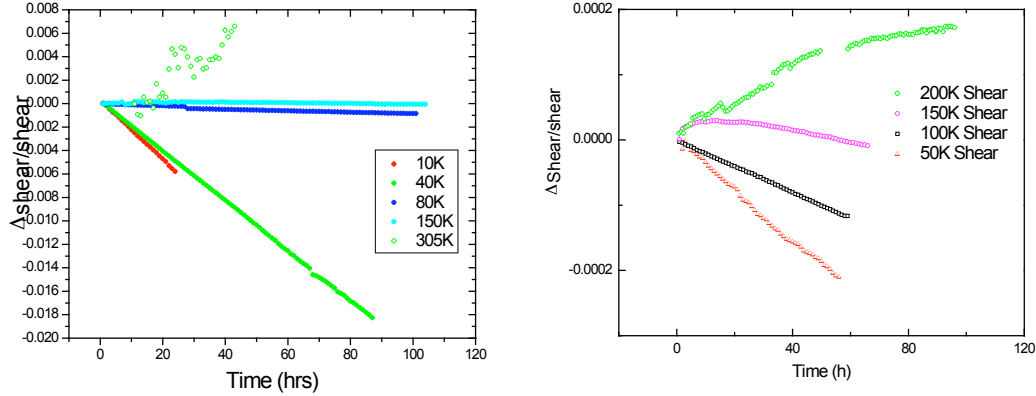 0.008
0.006
0.004
0.002
0.000
0.002
0.004
-0.006
-0.008
-0.010
-0.012
-0.014
-0.016
-0.018
-0.020
Δshear/shear
0
20
40
60
80
100
120
Time (hrs)
10K
40K
80K
150K
305K
0.0002
0.0000
-0.0002
ΔShear/shear
0
40
80
120
Time (h)
200K Shear
150K Shear
100K Shear
50K Shear